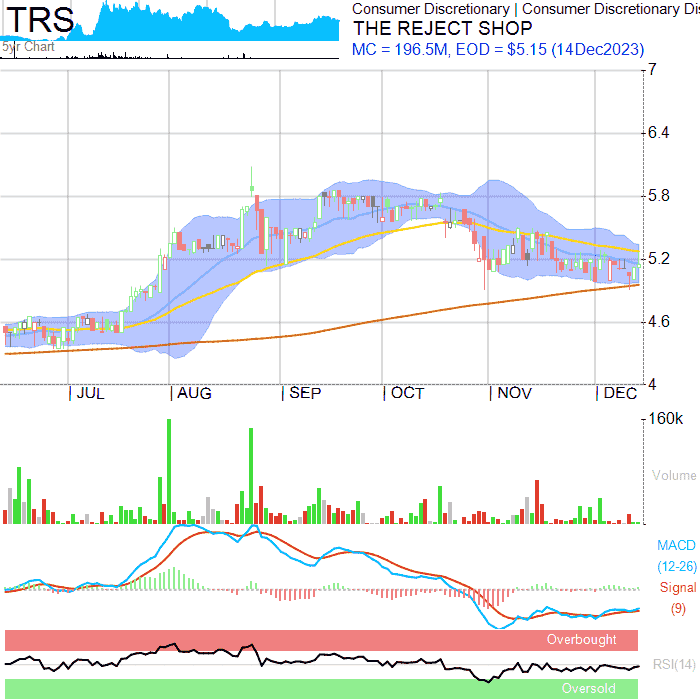 TRS
5yr Chart
Consumer Discretionary | Consumer Discretionary Dis
THE REJECT SHOP
MC = 196.5M, EOD = $5.15 (14Dec2023)
7
6.4
5.8
5.2
4.6
4
| JUL | AUG | SEP | OCT | NOV | DEC
160k
Volume
MACD
(12-26)
Signal
(9)
Overbought
RSI(14)
Oversold